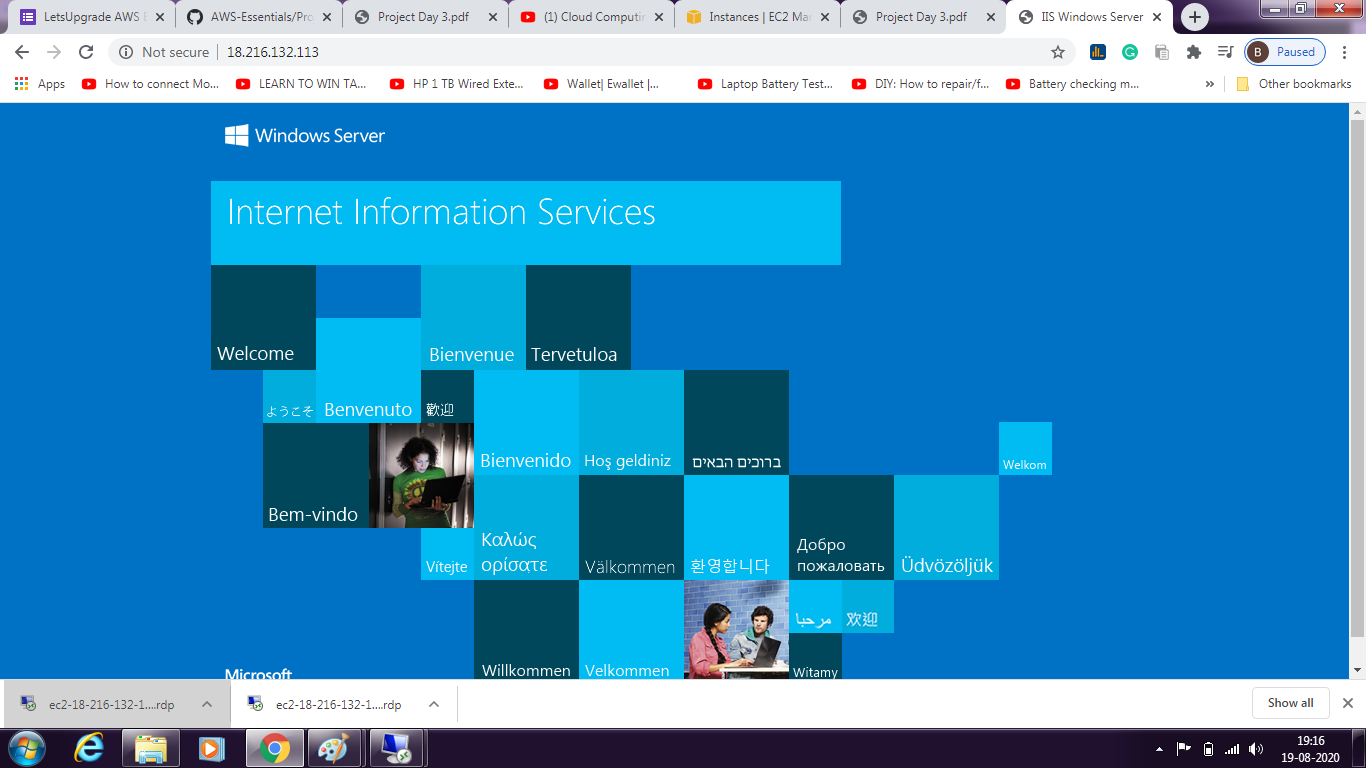 LetsUpgrade AWS E
AWS-Essentials/Pro
Project Day 3.pdf
(1) Cloud Computin
Instances | EC2 Ma
Project Day 3.pdf
IIS Windows Server
Not secure
18.216.132.113
B
Paused
Apps
How to connect Mo...
LEARN TO WIN TA...
HP 1 TB Wired Exte...
Wallet| Ewallet |...
Laptop Battery Test...
DIY: How to repair/f...
Battery checking m...
»
Other bookmarks
Windows Server
Internet Information Services
Welcome
Bienvenue
Tervetuloa
ようこそ
Benvenuto
歡迎
Bienvenido
Hoş geldiniz
ברוכים הבאים
Welkom
Bem-vindo
Vítejte
Καλώς
ορίσατε
Välkommen
환영합니다
Добро
пожаловать
Üdvözöljük
مرحبا
欢迎
Willkommen
Velkommen
Witamy
Microsoft
ec2-18-216-132-1....rdp
ec2-18-216-132-1....rdp
Show all
19:16
19-08-2020